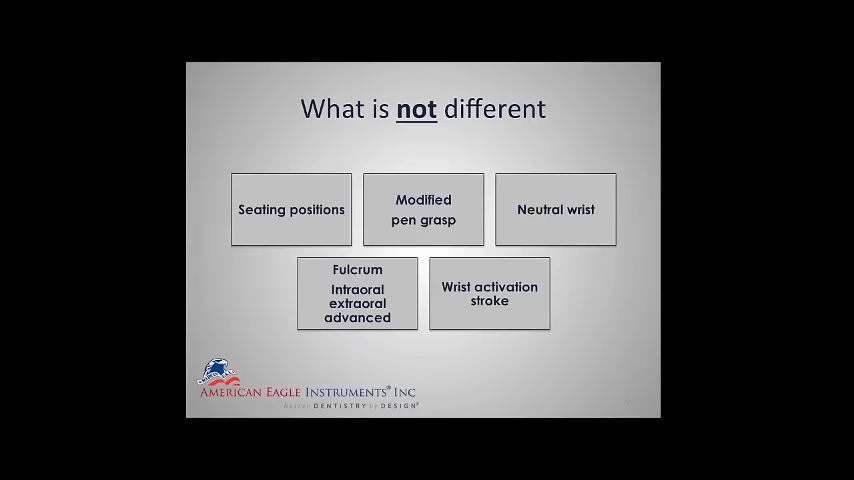 What is not different
Seating positions
Modified
pen grasp
Neutral wrist
Fulcrum
Intraoral
extraoral
advanced
Wrist activation
stroke
AMERICAN EAGLE INSTRUMENTS® INC
Better DENTISTRY by DESIGN®